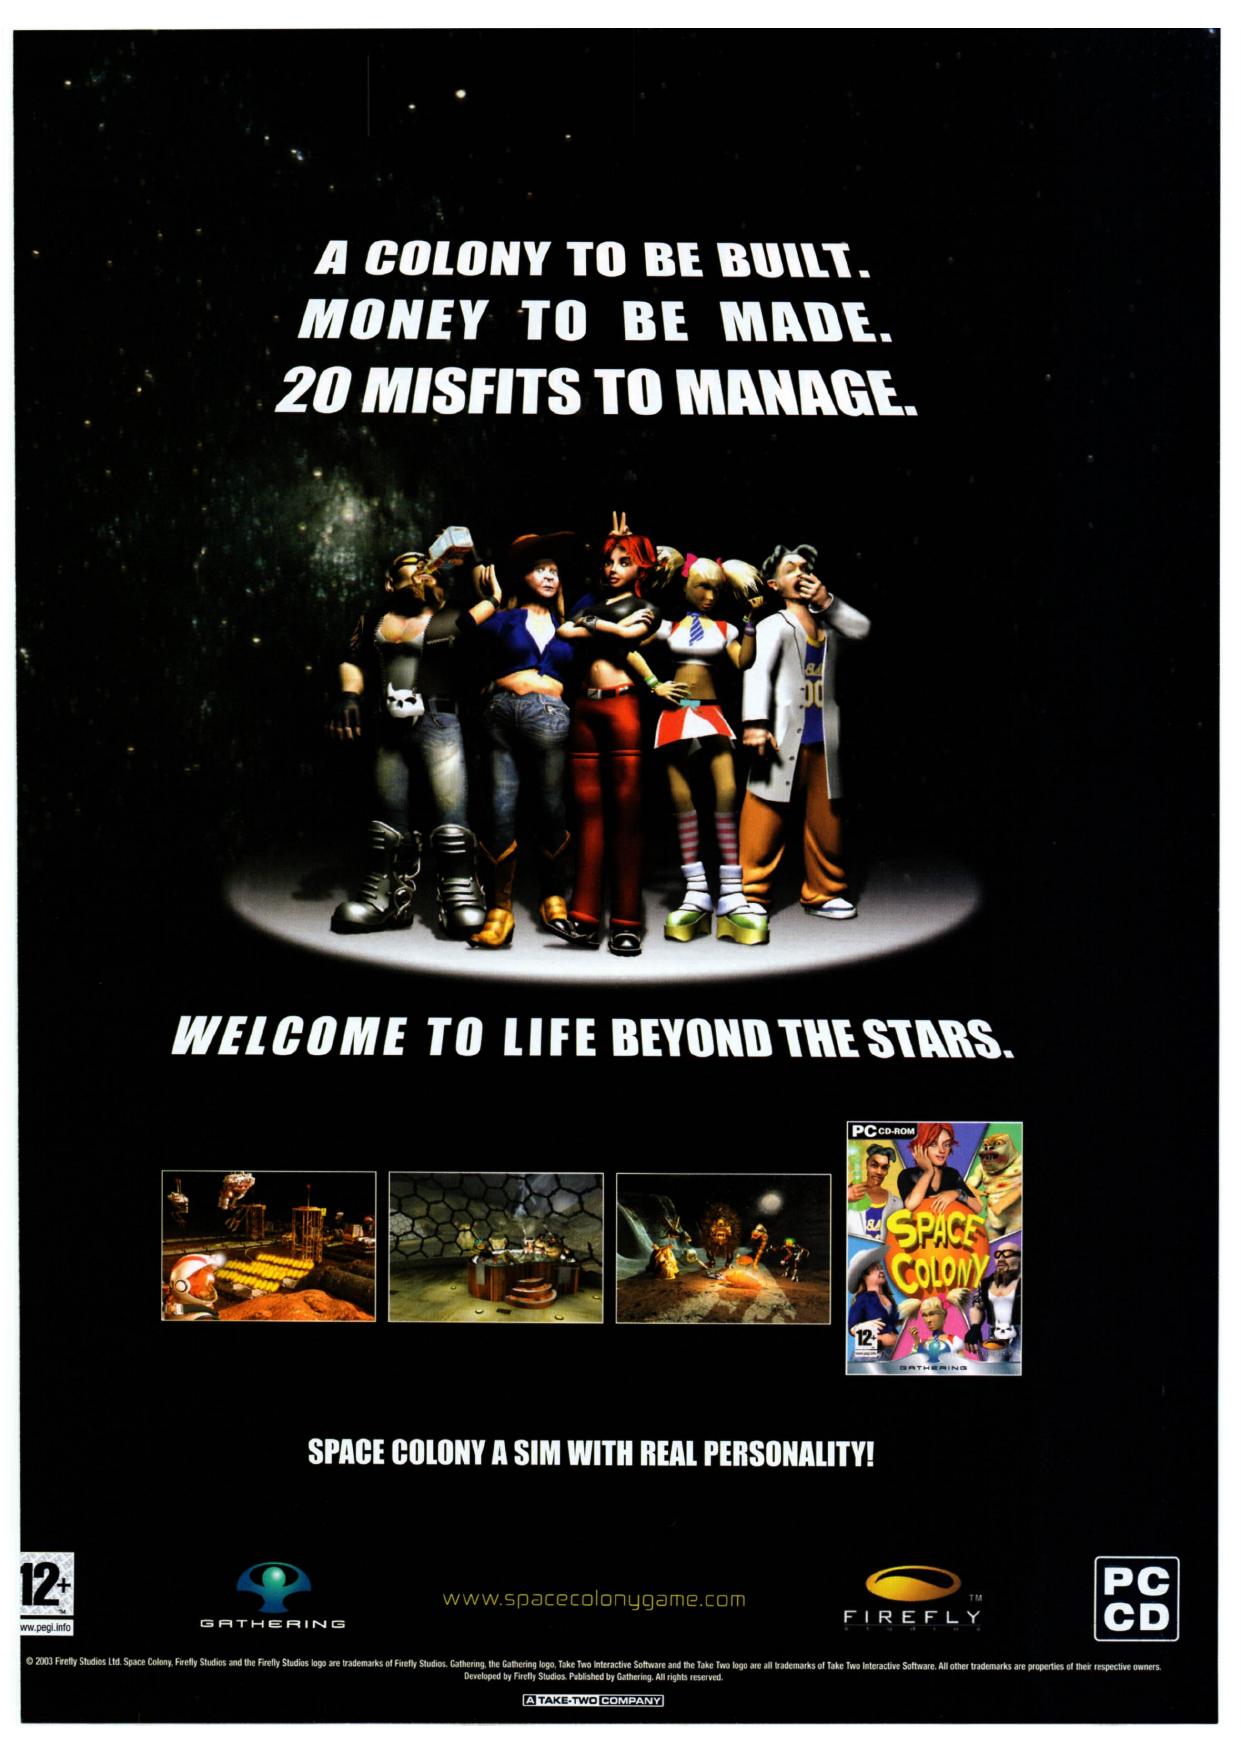 A COLONY TO BE BUILT.
MONEY TO BE MADE.
20 MISFITS TO MANAGE.
WELCOME TO LIFE BEYOND THE STARS.
PC CD-ROM
SPACE
COLONY
12+
GATHERING
SPACE COLONY A SIM WITH REAL PERSONALITY!
12+
ww.pegi.info
GATHERING
www.spacecolonygame.com
FIREFLY TM
studios
PC
CD
© 2003 Firefly Studios Ltd. Space Colony, Firefly Studios and the Firefly Studios logo are trademarks of Firefly Studios. Gathering, the Gathering logo, Take Two Interactive Software and the Take Two logo are all trademarks of Take Two Interactive Software. All other trademarks are properties of their respective owners.
Developed by Firefly Studios. Published by Gathering. All rights reserved.
A TAKE-TWO COMPANY